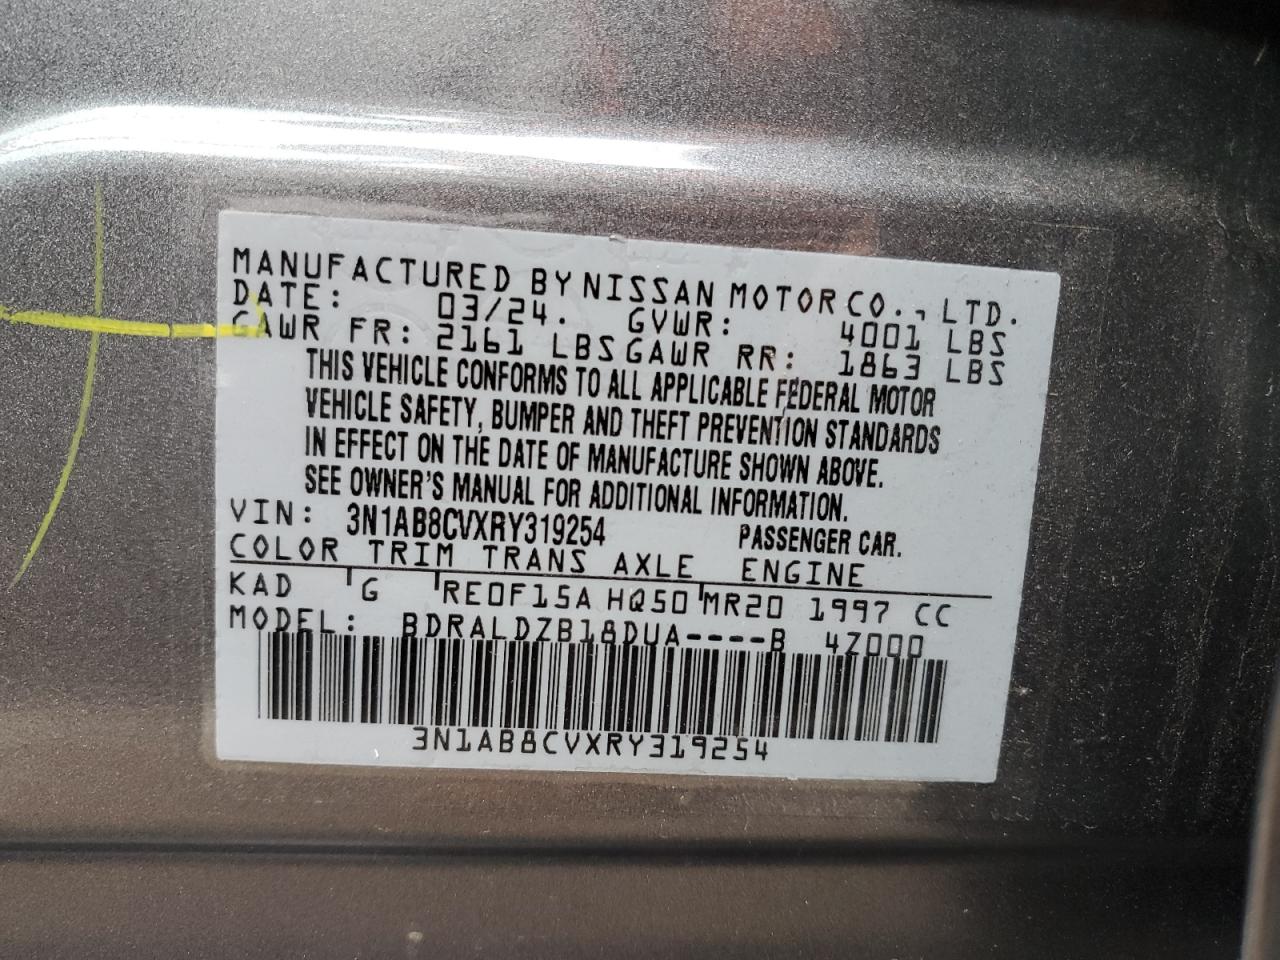 MANUFACTURED BY NISSAN MOTOR CO., LTD.
DATE: 03/24. GVWR: 4001 LBS
GAWR FR: 2161 LBS GAWR RR: 1863 LBS
THIS VEHICLE CONFORMS TO ALL APPLICABLE FEDERAL MOTOR
VEHICLE SAFETY, BUMPER AND THEFT PREVENTION STANDARDS
IN EFFECT ON THE DATE OF MANUFACTURE SHOWN ABOVE.
SEE OWNER'S MANUAL FOR ADDITIONAL INFORMATION.
VIN: 3N1AB8CVXRY319254 PASSENGER CAR.
COLOR TRIM TRANS AXLE ENGINE
KAD G RE0F15A HQ50 MR20 1997 CC
MODEL: BDRALDZB18DUA----B 4Z000
3N1AB8CVXRY319254